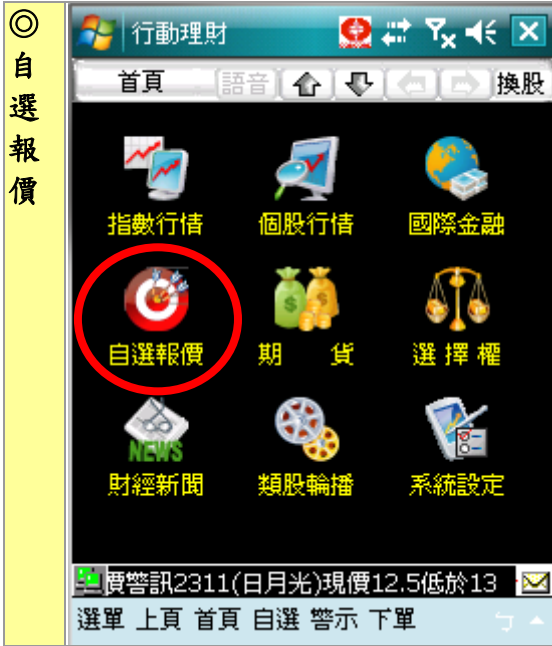 ◎自選報價
行動理財
首頁 語音 換股
指數行情 個股行情 國際金融
自選報價 期 貨 選擇權
NEWS
財經新聞 類股輪播 系統設定
價警訊2311(日月光)現價12.5低於13
選單 上頁 首頁 自選 警示 下單